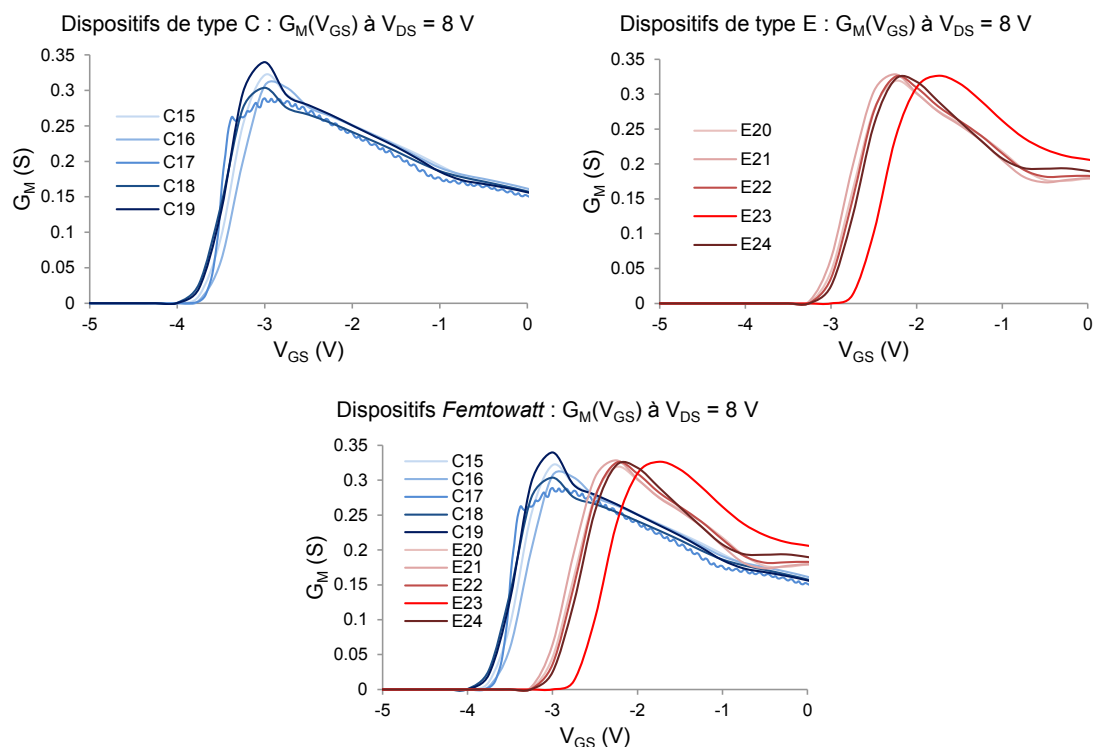 Dispositifs de type C : GM(VGS) à VDS = 8 V
0.35
0.3
0.25
0.2
0.15
0.1
0.05
0
GM (S)
C15
C16
C17
C18
C19
-5 -4 -3 -2 -1 0
VGS (V)
Dispositifs de type E : GM(VGS) à VDS = 8 V
0.35
0.3
0.25
0.2
0.15
0.1
0.05
0
GM (S)
E20
E21
E22
E23
E24
-5 -4 -3 -2 -1 0
VGS (V)
Dispositifs Femtowatt : GM(VGS) à VDS = 8 V
0.35
0.3
0.25
0.2
0.15
0.1
0.05
0
GM (S)
C15
C16
C17
C18
C19
E20
E21
E22
E23
E24
-5 -4 -3 -2 -1 0
VGS (V)